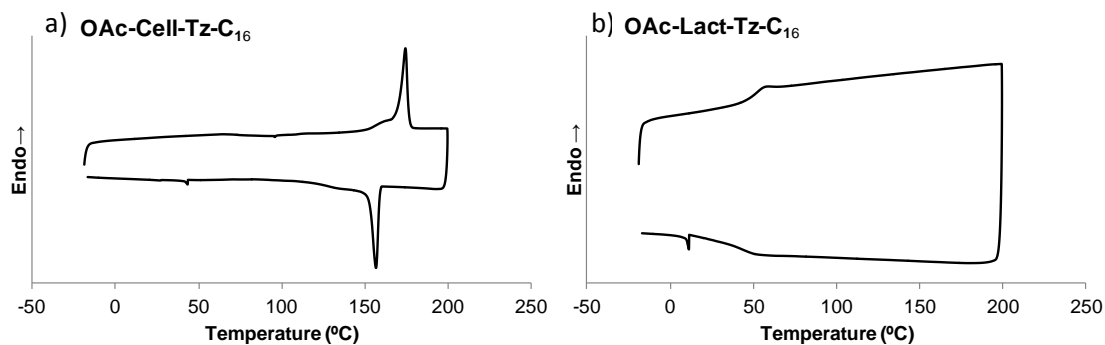 a) OAc-Cell-Tz-C₁₆
Endo →
-50 0 50 100 150 200 250
Temperature (ºC)
b) OAc-Lact-Tz-C₁₆
Endo →
-50 0 50 100 150 200 250
Temperature (ºC)